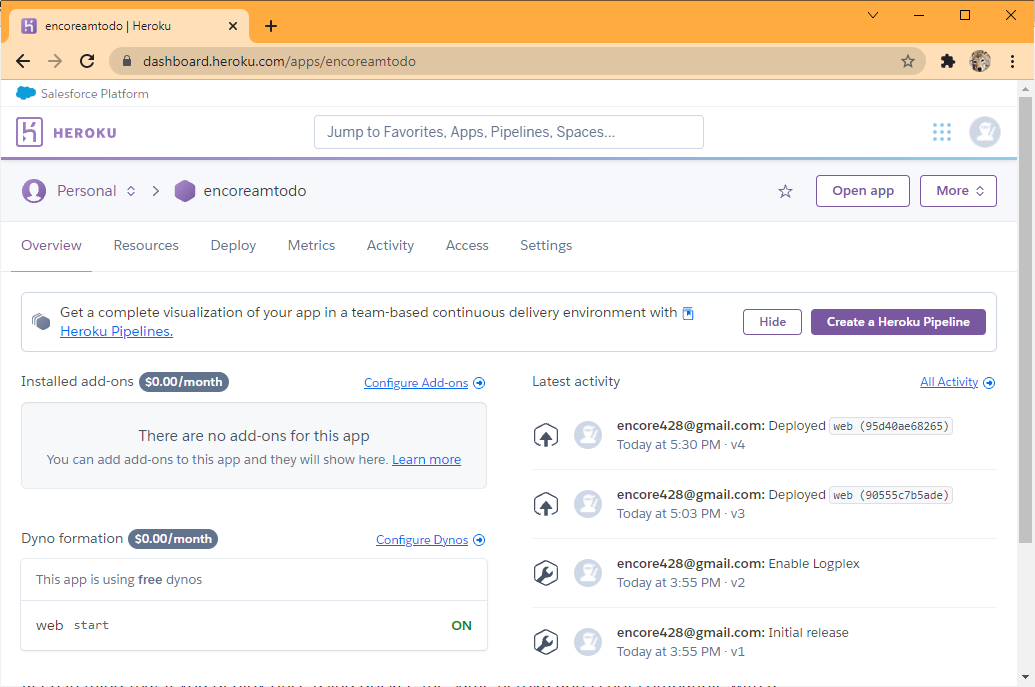 encoreamtodo | Heroku
dashboard.heroku.com/apps/encoreamtodo
Salesforce Platform
HEROKU
Jump to Favorites, Apps, Pipelines, Spaces...
Personal
encoreamtodo
Open app
More
Overview Resources Deploy Metrics Activity Access Settings
Get a complete visualization of your app in a team-based continuous delivery environment with
Heroku Pipelines.
Hide
Create a Heroku Pipeline
Installed add-ons $0.00/month
Configure Add-ons
There are no add-ons for this app
You can add add-ons to this app and they will show here. Learn more
Dyno formation $0.00/month
Configure Dynos
This app is using free dynos
web start
ON
Latest activity
All Activity
encore428@gmail.com: Deployed web (95d40ae68265)
Today at 5:30 PM · v4
encore428@gmail.com: Deployed web (90555c7b5ade)
Today at 5:03 PM · v3
encore428@gmail.com: Enable Logplex
Today at 3:55 PM · v2
encore428@gmail.com: Initial release
Today at 3:55 PM · v1